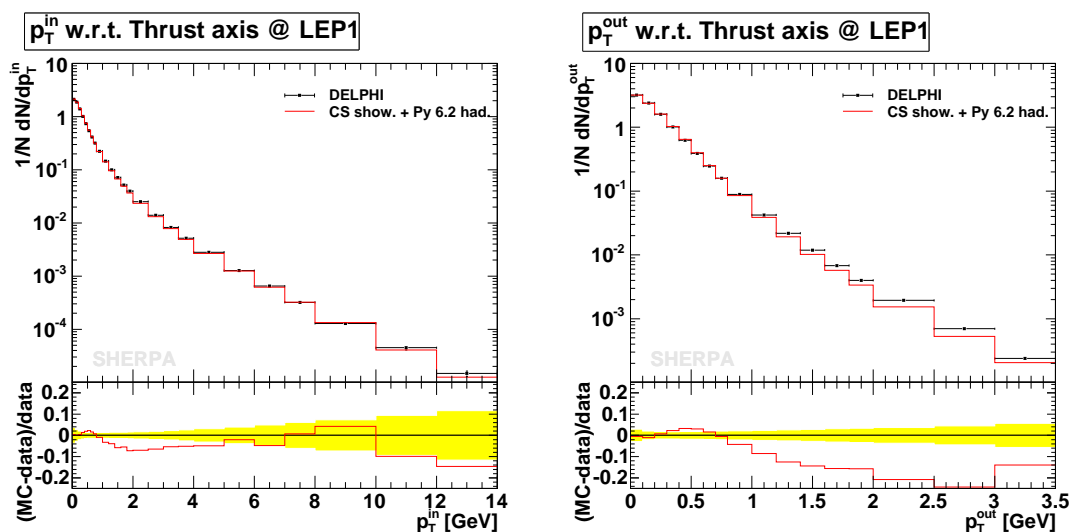 p_T^in w.r.t. Thrust axis @ LEP1
1/N dN/dp_T^in
10
1
10^-1
10^-2
10^-3
10^-4
DELPHI
CS show. + Py 6.2 had.
SHERPA
(MC-data)/data
0.2
0.1
0
-0.1
-0.2
0 2 4 6 8 10 12 14
p_T^in [GeV]
p_T^out w.r.t. Thrust axis @ LEP1
1/N dN/dp_T^out
10
1
10^-1
10^-2
10^-3
DELPHI
CS show. + Py 6.2 had.
SHERPA
(MC-data)/data
0.2
0.1
0
-0.1
-0.2
0 0.5 1 1.5 2 2.5 3 3.5
p_T^out [GeV]